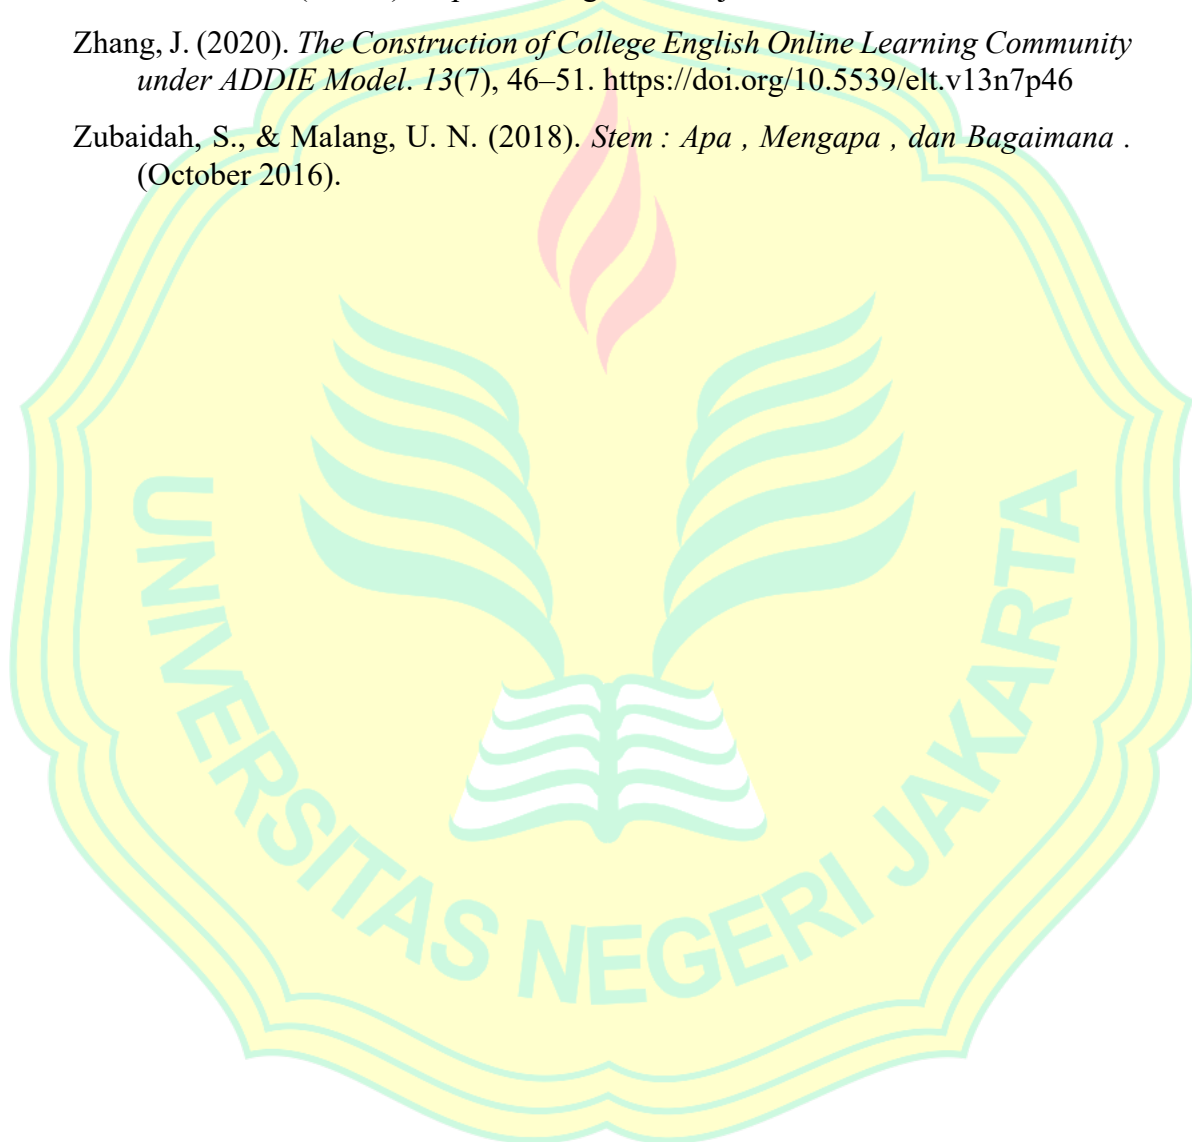 Zhang, J. (2020). The Construction of College English Online Learning Community
under ADDIE Model. 13(7), 46–51. https://doi.org/10.5539/elt.v13n7p46
Zubaidah, S., & Malang, U. N. (2018). Stem : Apa , Mengapa , dan Bagaimana .
(October 2016).
UNIVERSITAS NEGERI JAKARTA